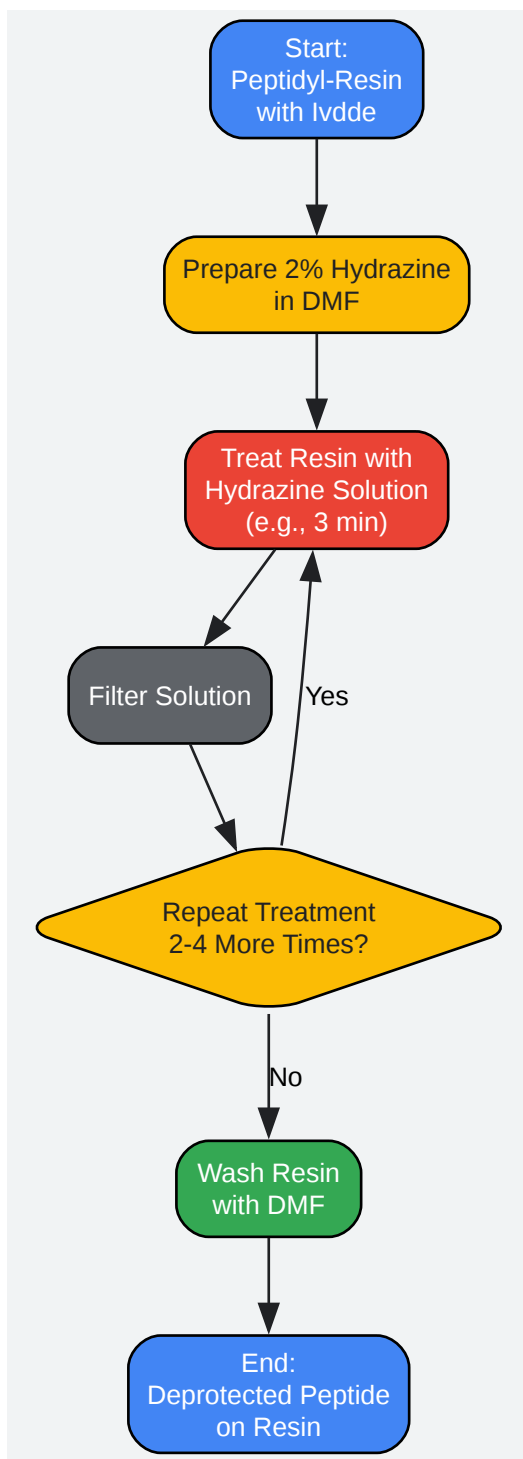 Start:
Peptidyl-Resin
with Ivdde
Prepare 2% Hydrazine
in DMF
Treat Resin with
Hydrazine Solution
(e.g., 3 min)
Filter Solution
Yes
Repeat Treatment
2-4 More Times?
No
Wash Resin
with DMF
End:
Deprotected Peptide
on Resin